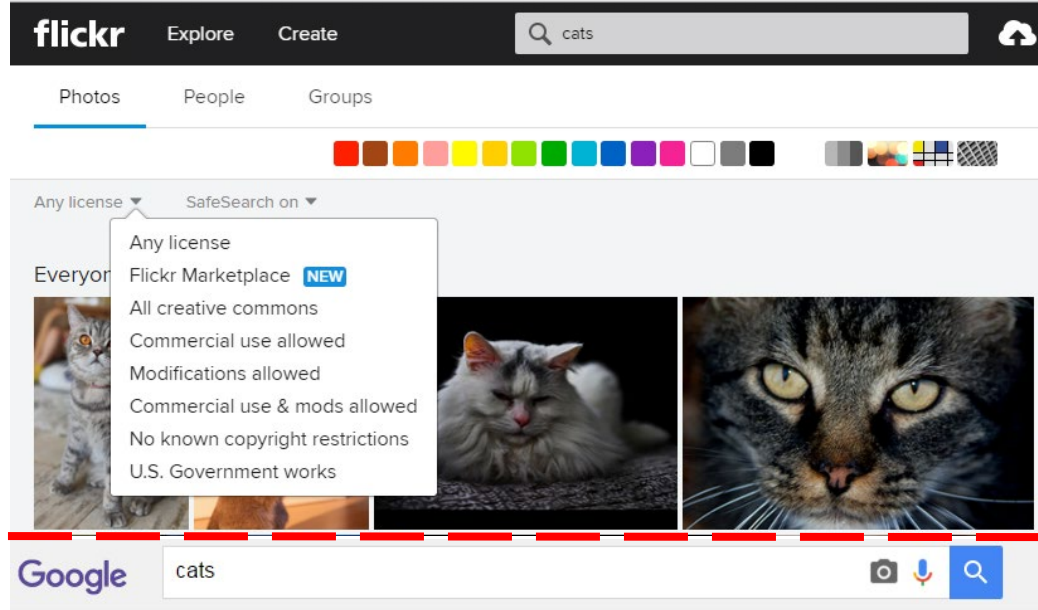 flickr Explore Create cats
Photos People Groups
Any license SafeSearch on
Any license
Flickr Marketplace NEW
All creative commons
Commercial use allowed
Modifications allowed
Commercial use & mods allowed
No known copyright restrictions
U.S. Government works
Everyon
Google cats